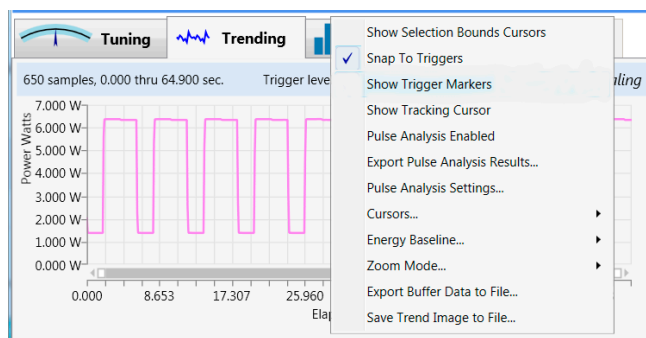 Tuning
Trending
650 samples, 0.000 thru 64.900 sec.
Trigger leve
aling
Power Watts
7.000 W
6.000 W
5.000 W
4.000 W
3.000 W
2.000 W
1.000 W
0.000 W
0.000
8.653
17.307
25.960
Elap
Show Selection Bounds Cursors
Snap To Triggers
Show Trigger Markers
Show Tracking Cursor
Pulse Analysis Enabled
Export Pulse Analysis Results...
Pulse Analysis Settings...
Cursors...
Energy Baseline...
Zoom Mode...
Export Buffer Data to File...
Save Trend Image to File...